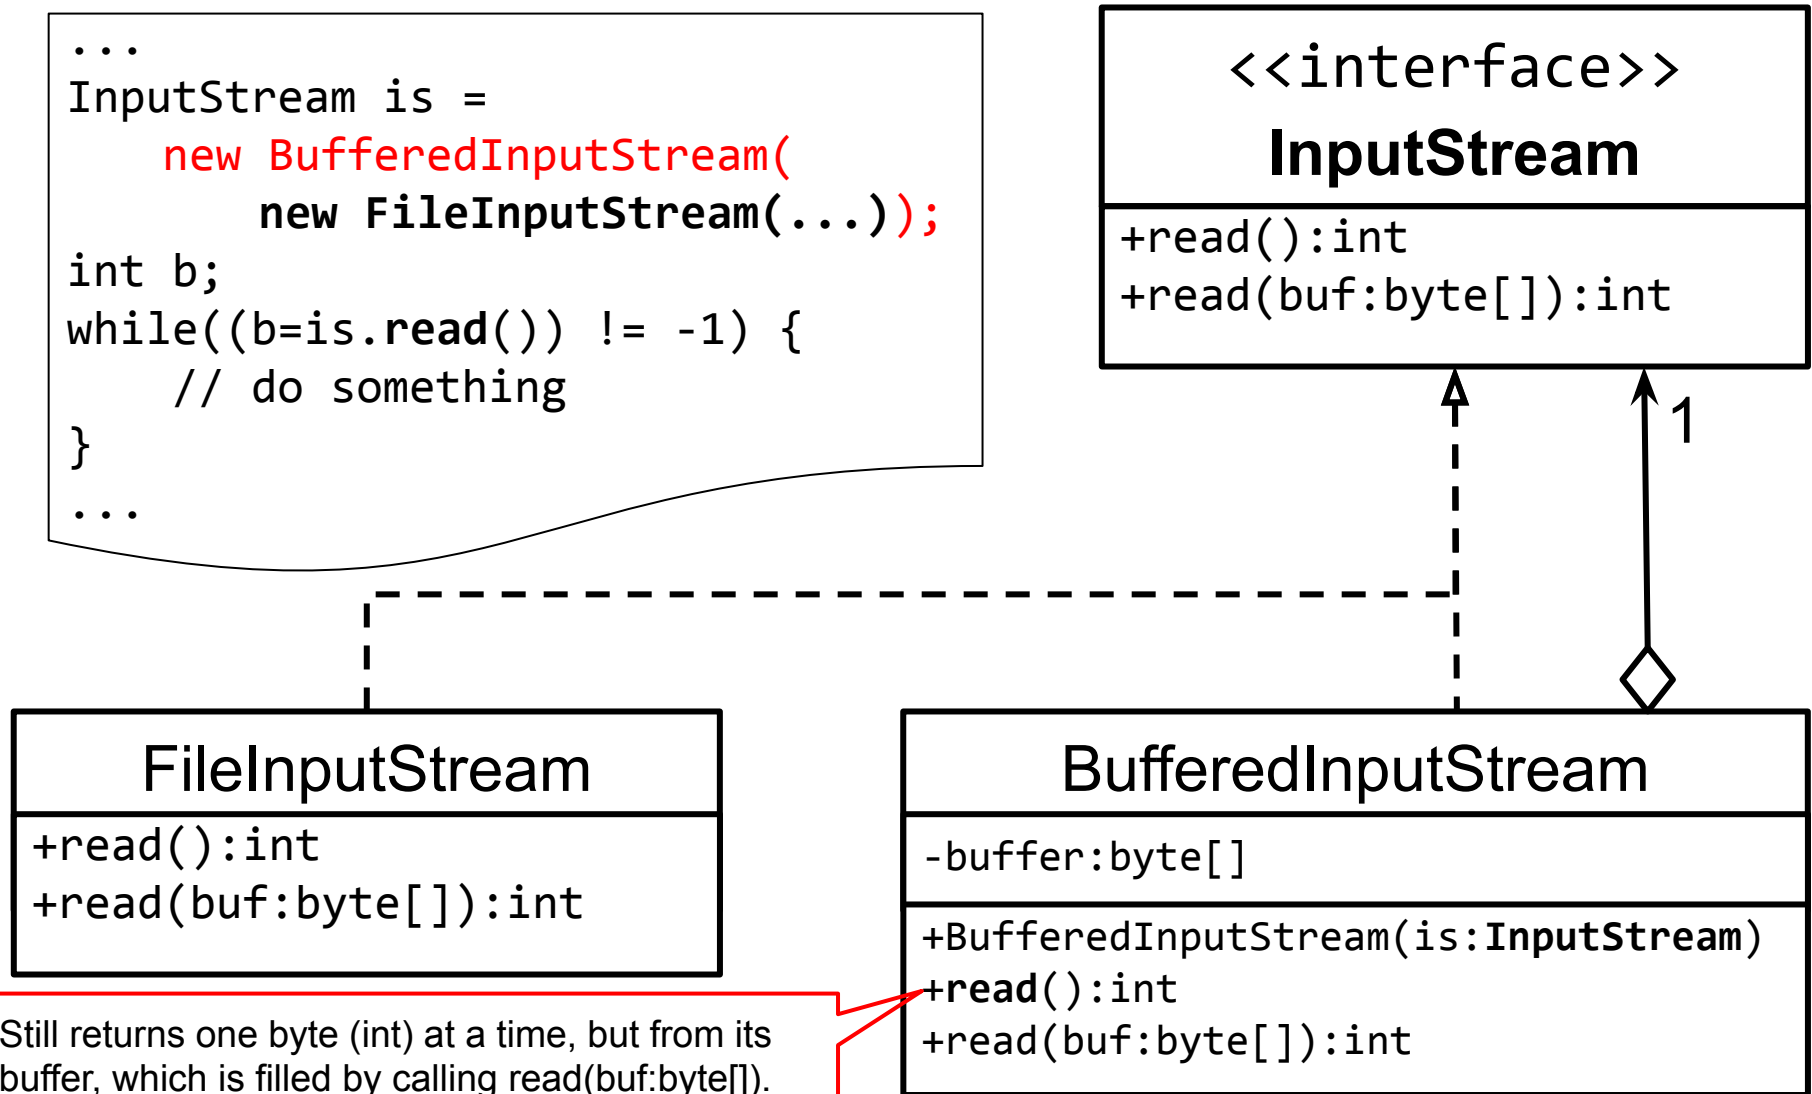 ...
InputStream is =
new BufferedInputStream(
new FileInputStream(...));
int b;
while((b=is.read()) != -1) {
// do something
}
...
<<interface>>
InputStream
+read():int
+read(buf:byte[]):int
1
FileInputStream
+read():int
+read(buf:byte[]):int
BufferedInputStream
-buffer:byte[]
+BufferedInputStream(is:InputStream)
+read():int
+read(buf:byte[]):int
Still returns one byte (int) at a time, but from its
buffer, which is filled by calling read(buf:byte[]).